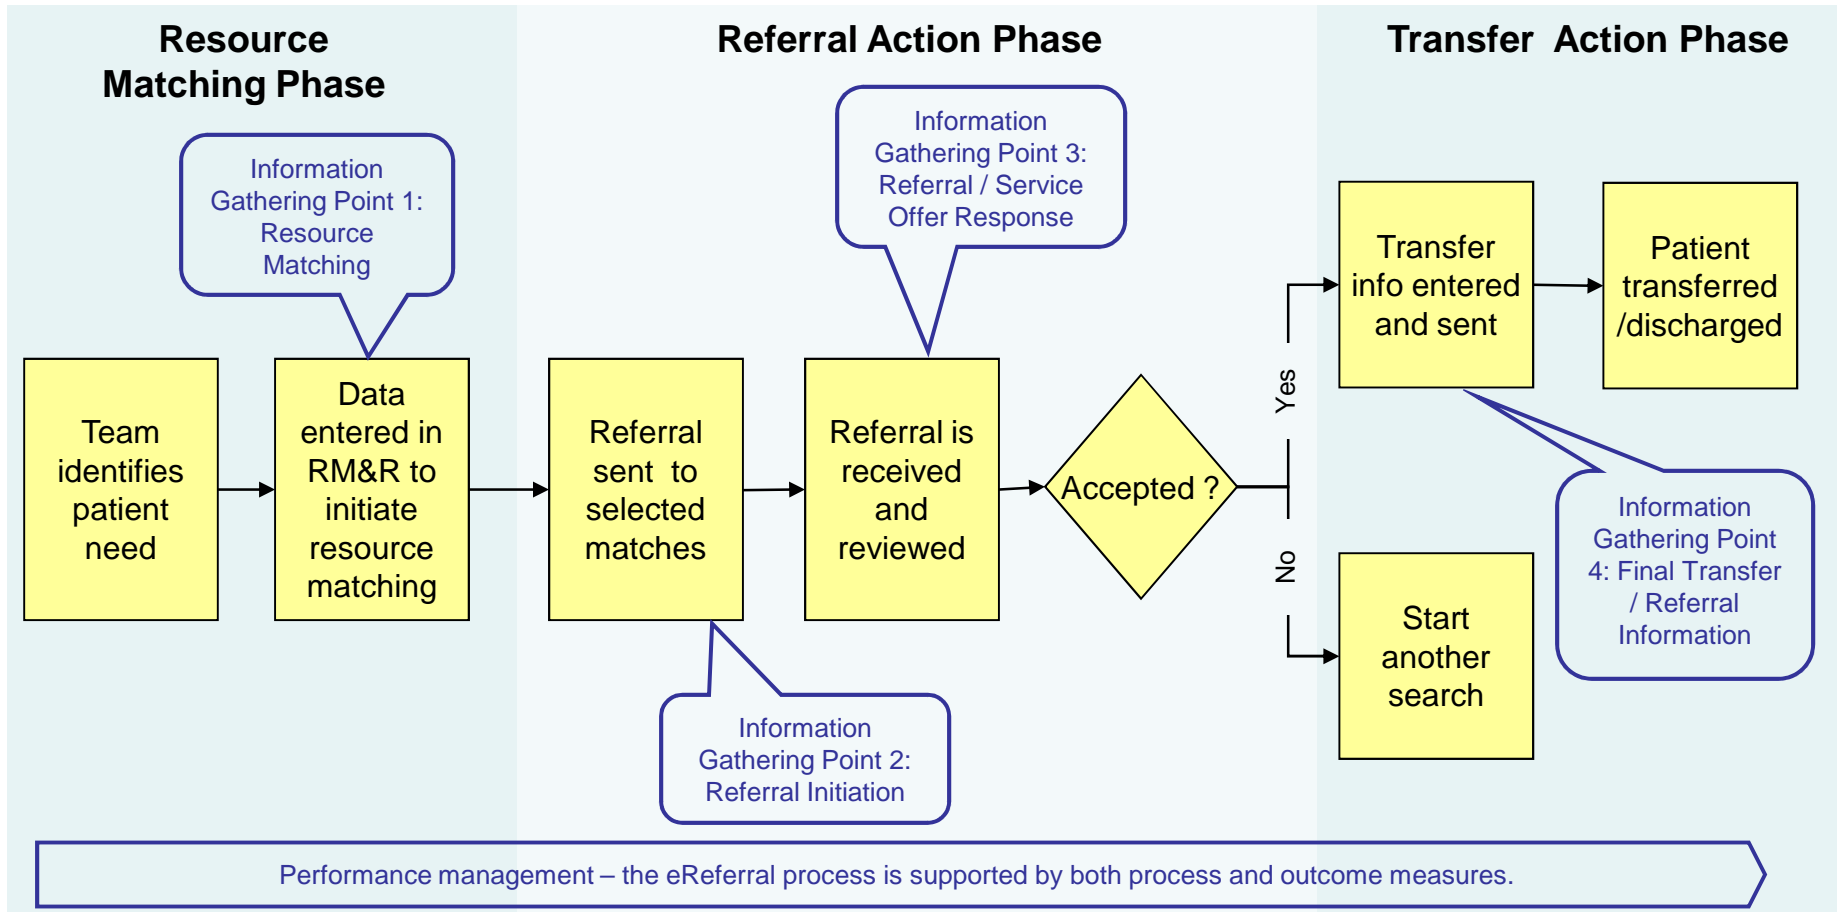 Resource
Matching Phase
Referral Action Phase
Transfer Action Phase
Information
Gathering Point 1:
Resource
Matching
Information
Gathering Point 3:
Referral / Service
Offer Response
Team
identifies
patient
need
Data
entered in
RM&R to
initiate
resource
matching
Referral
sent to
selected
matches
Referral is
received
and
reviewed
Accepted ?
Yes
No
Transfer
info entered
and sent
Patient
transferred
/discharged
Start
another
search
Information
Gathering Point
4: Final Transfer
/ Referral
Information
Information
Gathering Point 2:
Referral Initiation
Performance management – the eReferral process is supported by both process and outcome measures.